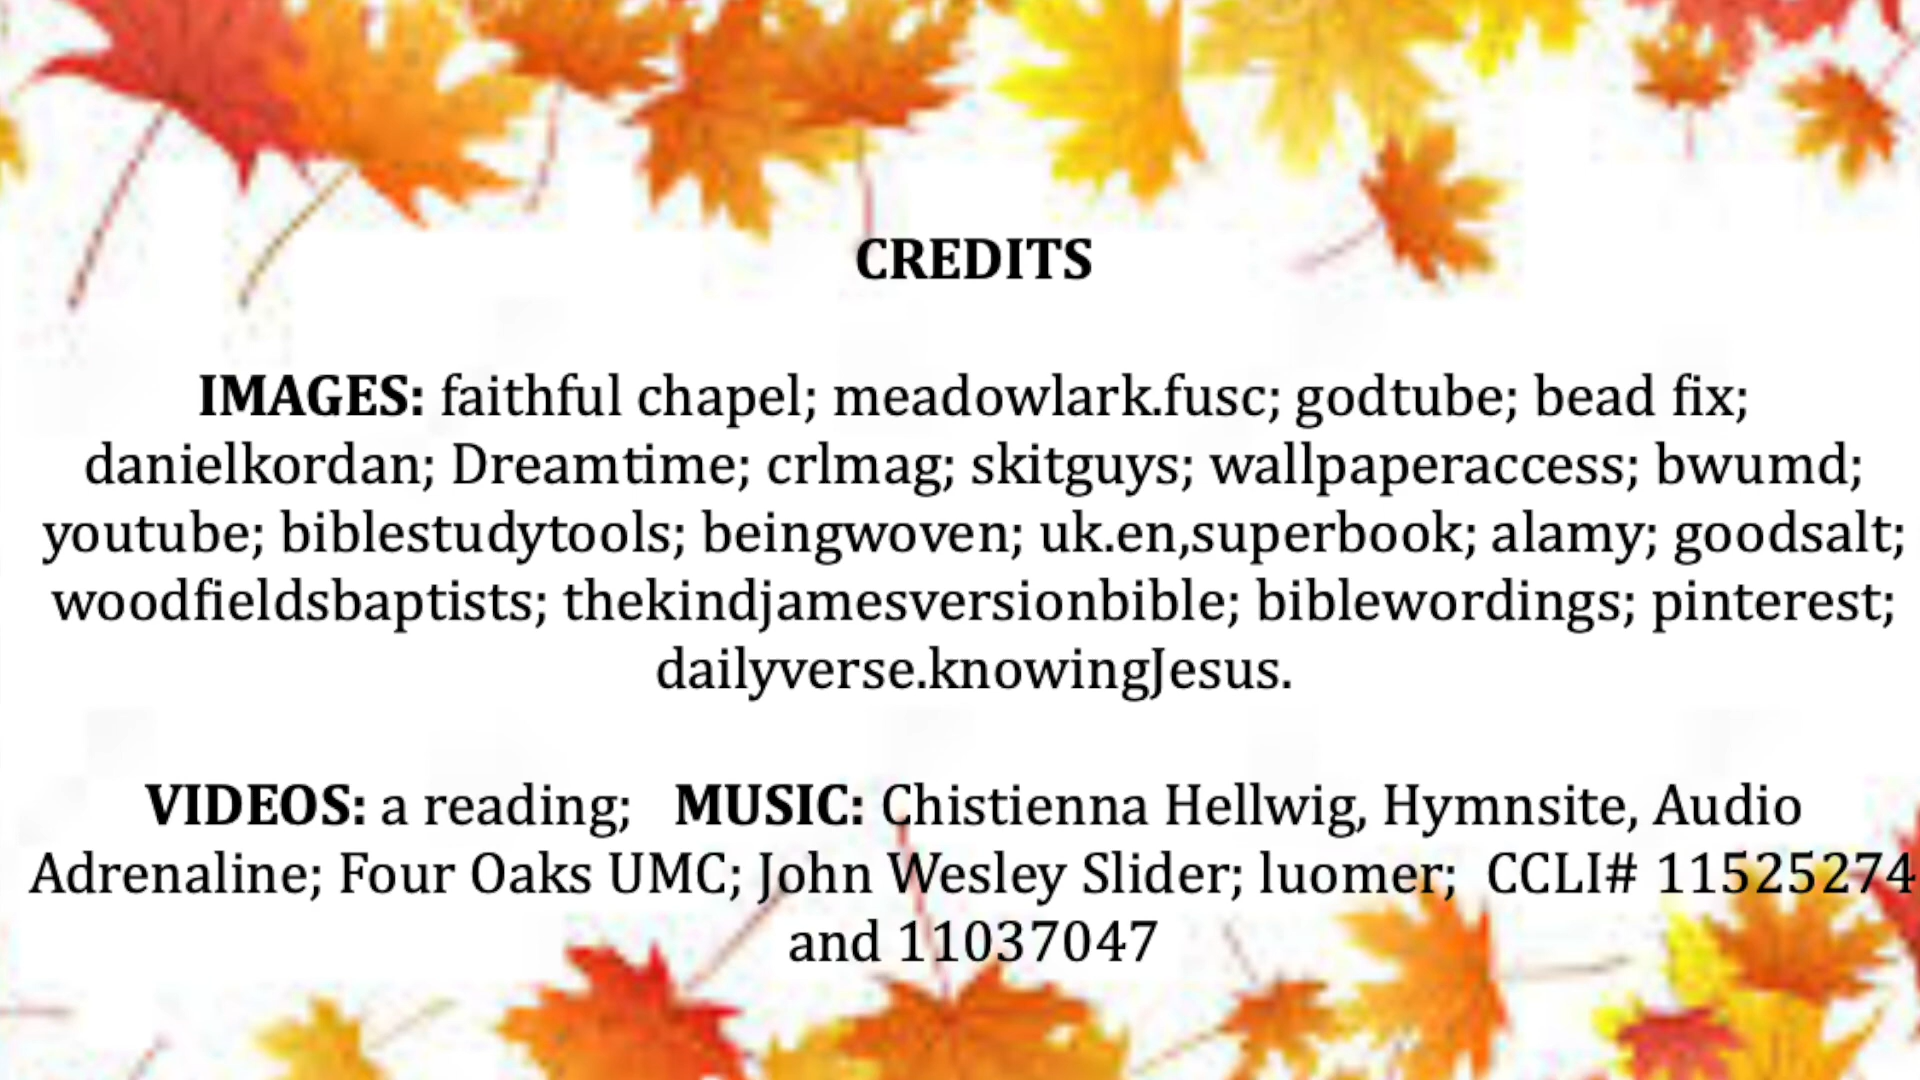 CREDITS
IMAGES: faithful chapel; meadowlark.fusc; godtube; bead fix;
danielkordan; Dreamtime; crlmag; skitguys; wallpaperaccess; bwumd;
youtube; biblestudytools; beingwoven; uk.en,superbook; alamy; goodsalt;
woodfieldsbaptists; thekindjamesversionbible; biblewordings; pinterest;
dailyverse.knowingJesus.
VIDEOS: a reading;   MUSIC: Chistienna Hellwig, Hymnsite, Audio
Adrenaline; Four Oaks UMC; John Wesley Slider; luomer;  CCLI# 11525274
and 11037047